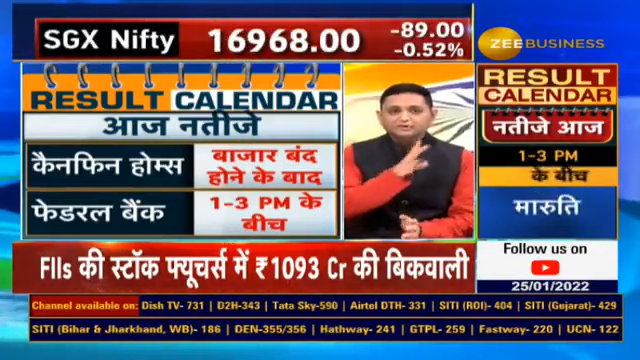 SGX Nifty 16968.00 -89.00 -0.52%
ZEE BUSINESS
RESULT CALENDAR
आज नतीजे
कैनफिन होम्स
बाजार बंद
होने के बाद
फेडरल बैंक
1-3 PM के
बीच
RESULT
CALENDAR
नतीजे आज
1-3 PM
के बीच
मारुति
FIIs की स्टॉक फ्यूचर्स में ₹1093 Cr की बिकवाली
Follow us on
25/01/2022
Channel available on: Dish TV- 731 | D2H-343 | Tata Sky-590 | Airtel DTH- 331 | SITI (ROI)- 404 | SITI (Gujarat)- 429
SITI (Bihar & Jharkhand, WB)- 186 | DEN-355/356 | Hathway- 241 | GTPL- 259 | Fastway- 220 | UCN- 122